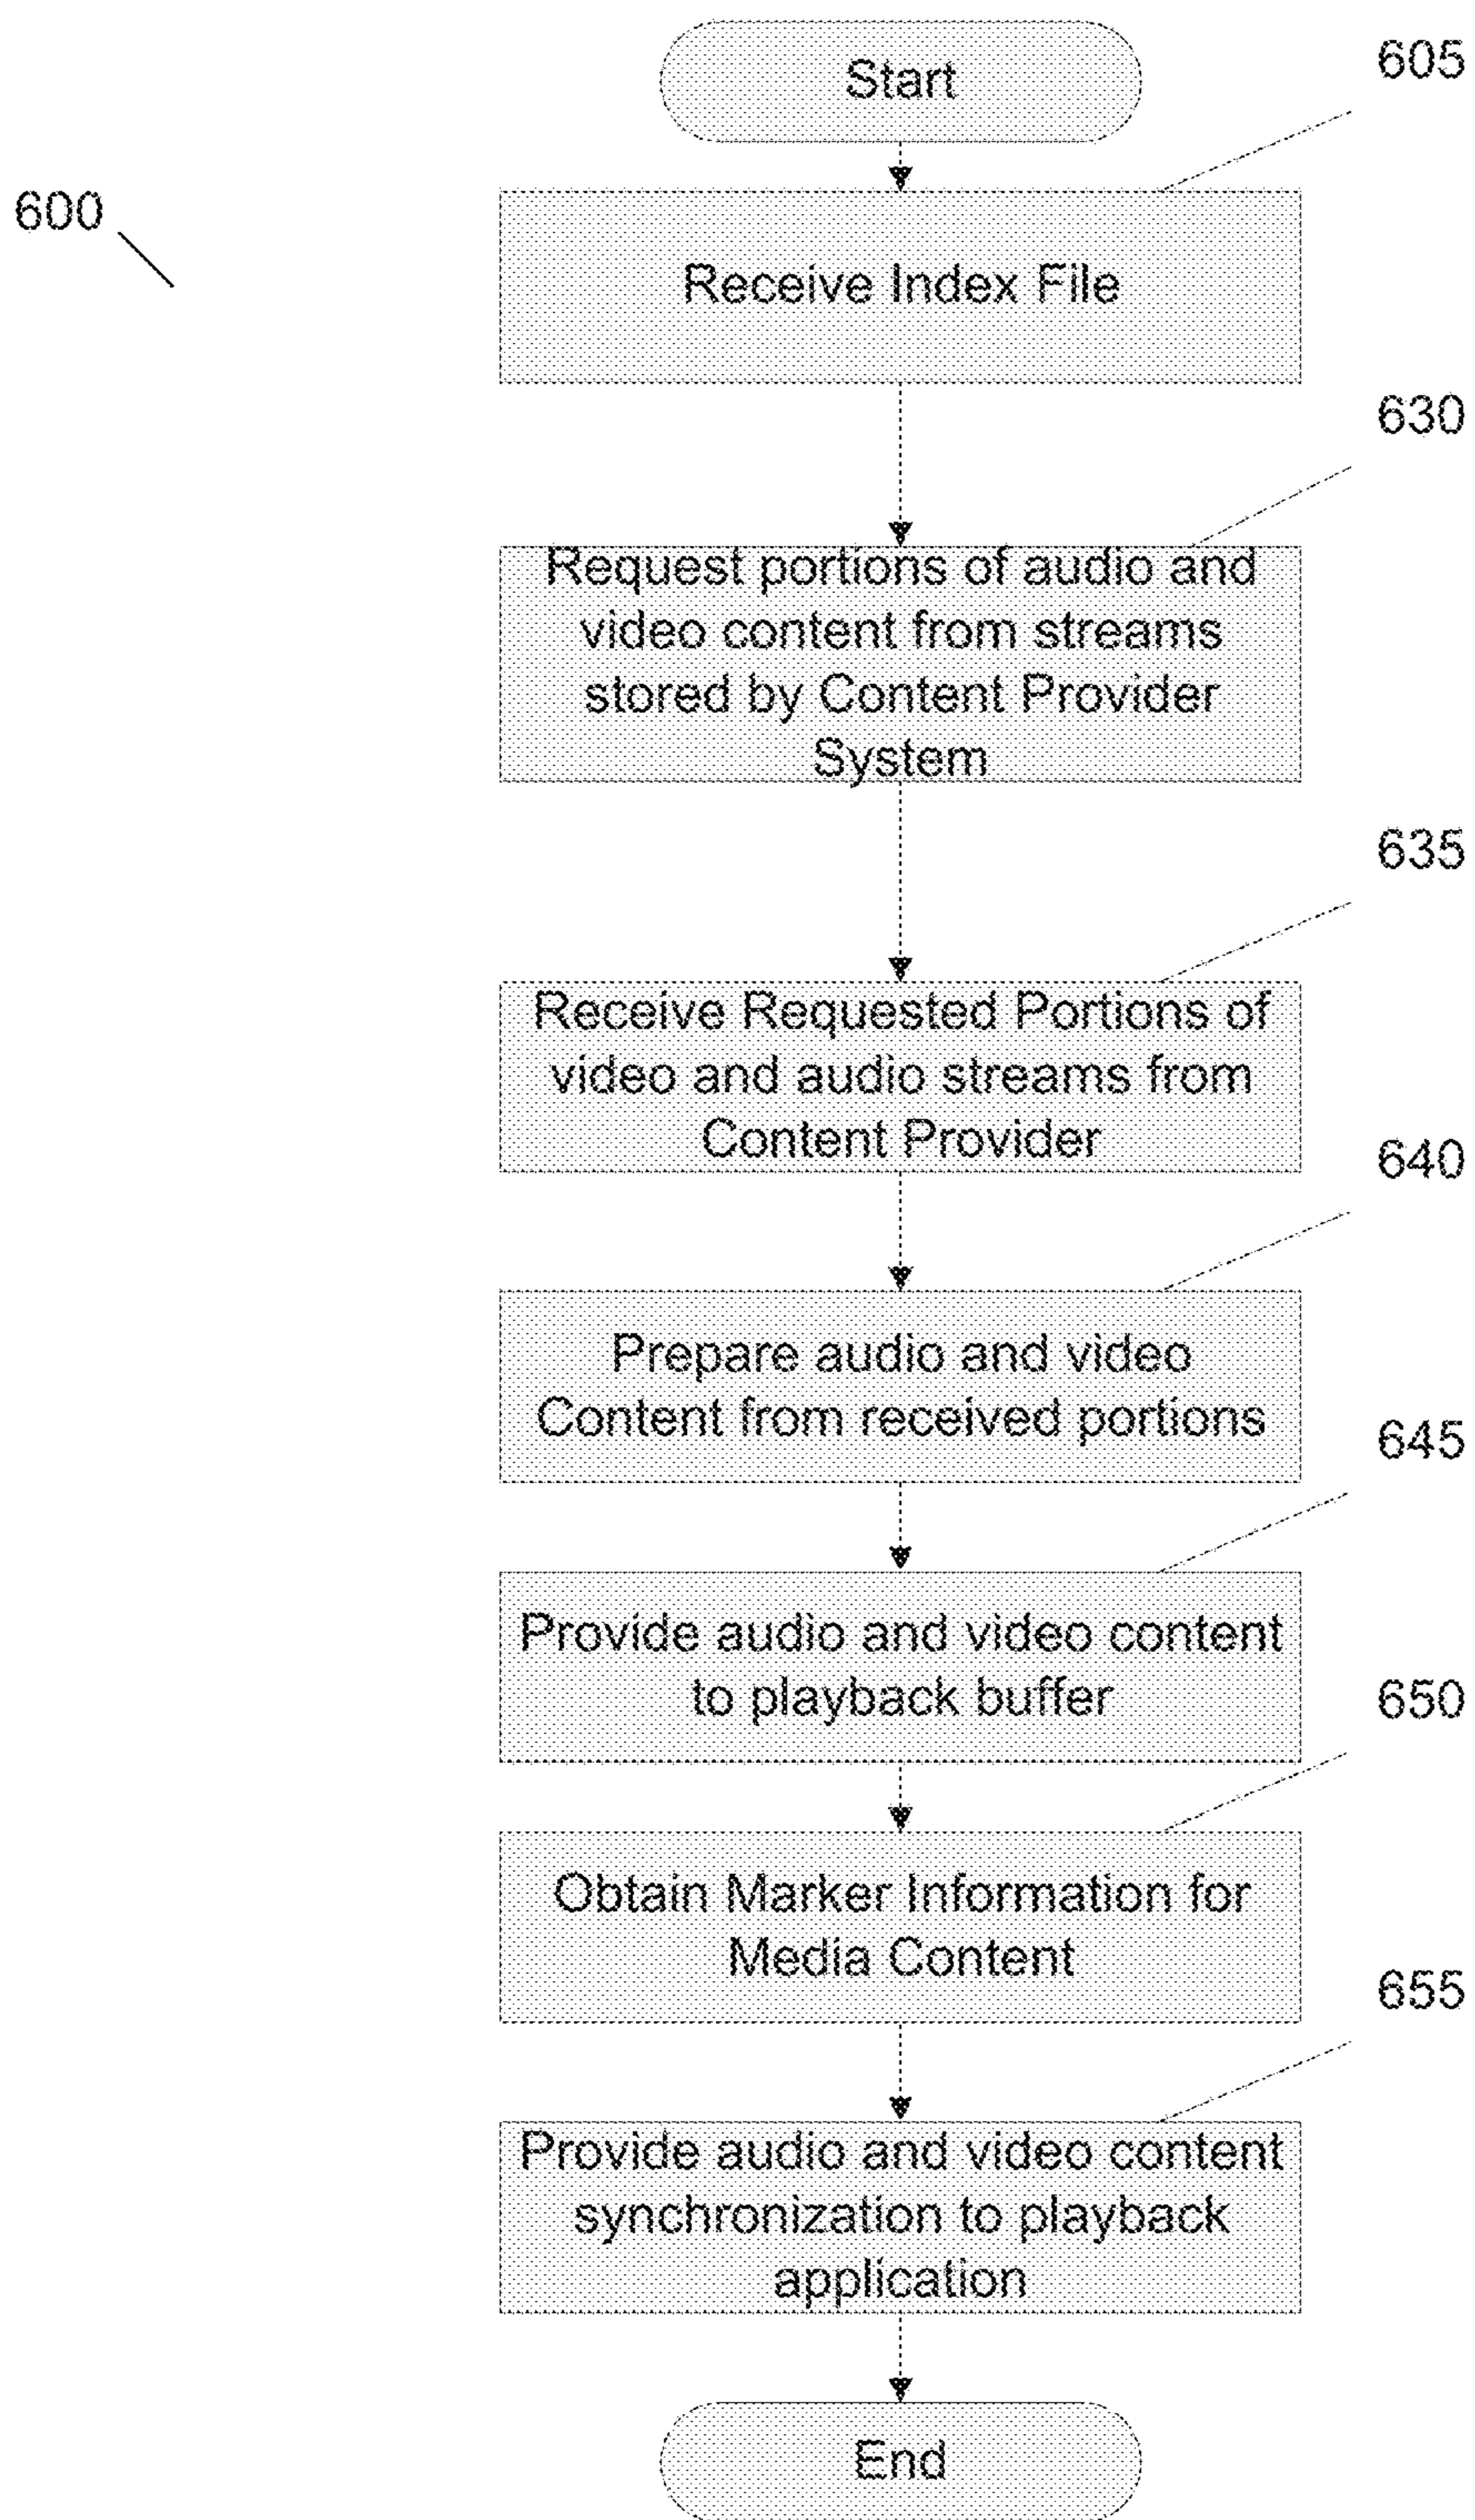 Start
605
600
Receive Index File
630
Request portions of audio and
video content from streams
stored by Content Provider
System
635
Receive Requested Portions of
video and audio streams from
Content Provider
640
Prepare audio and video
Content from received portions
645
Provide audio and video content
to playback buffer
650
Obtain Marker Information for
Media Content
655
Provide audio and video content
synchronization to playback
application
End